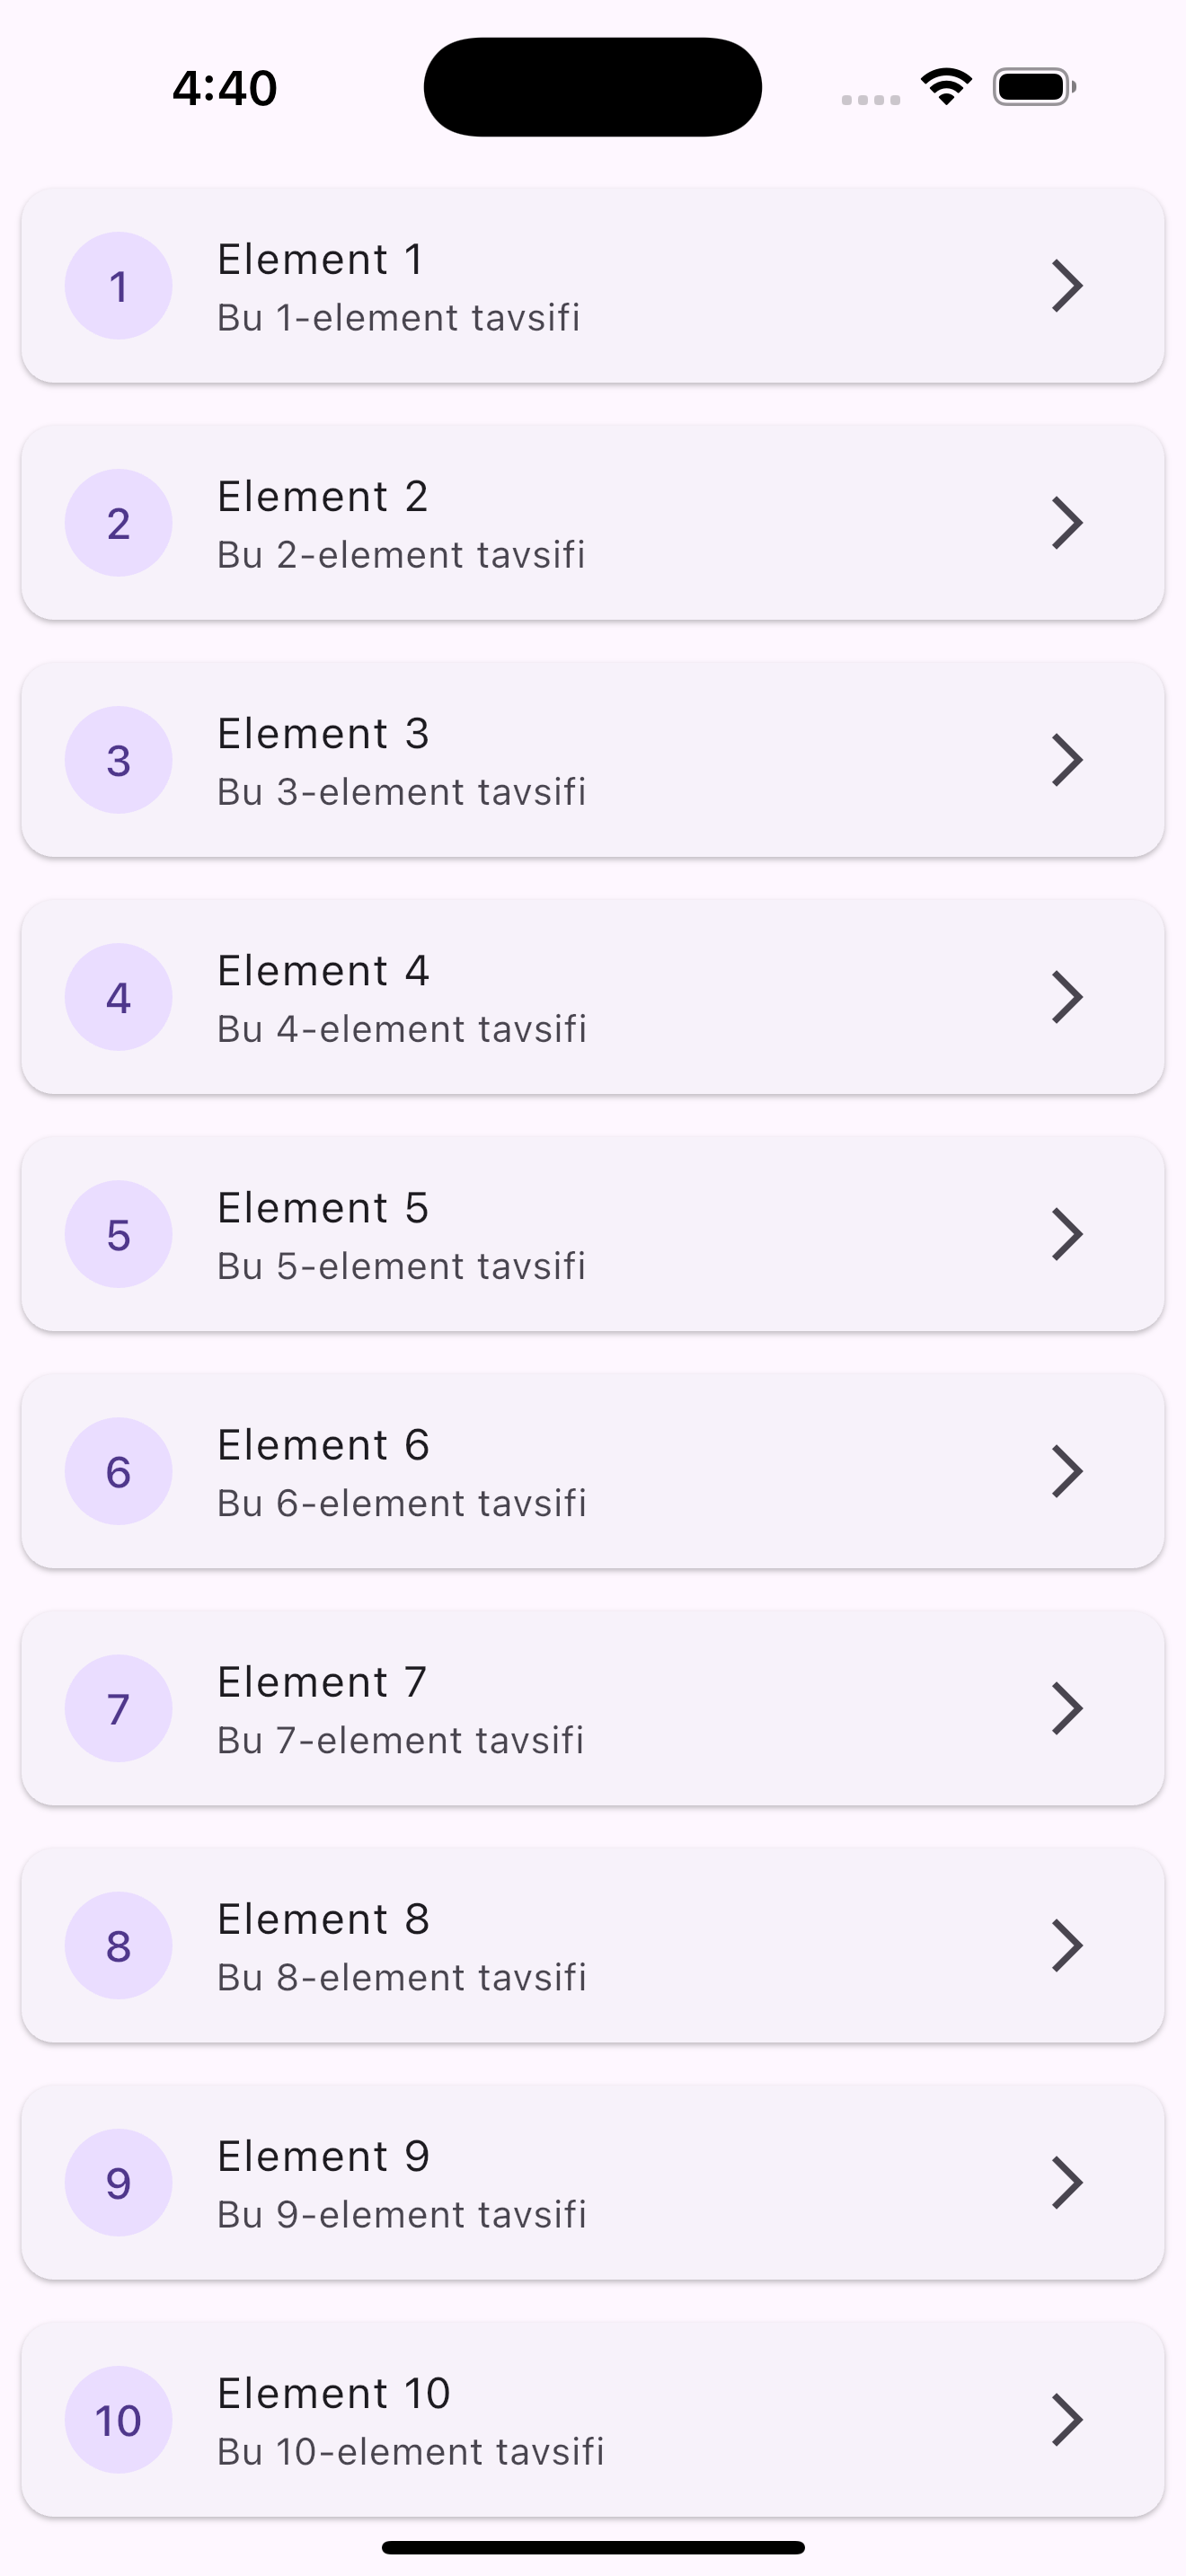 4:40
1
Element 1
Bu 1-element tavsifi
2
Element 2
Bu 2-element tavsifi
3
Element 3
Bu 3-element tavsifi
4
Element 4
Bu 4-element tavsifi
5
Element 5
Bu 5-element tavsifi
6
Element 6
Bu 6-element tavsifi
7
Element 7
Bu 7-element tavsifi
8
Element 8
Bu 8-element tavsifi
9
Element 9
Bu 9-element tavsifi
10
Element 10
Bu 10-element tavsifi